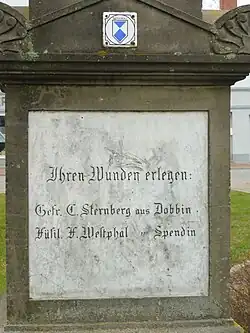 Ihren Wunden erlegen:
Gefr. C. Sternberg aus Dobbin.
Füsil. F. Westphal " Spendin